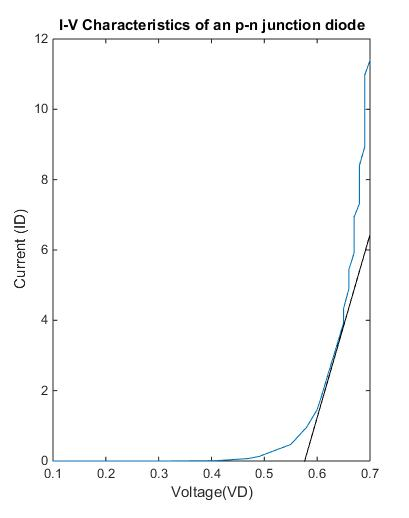 I-V Characteristics of an p-n junction diode
12
10
8
6
4
2
0
Current (ID)
0.1 0.2 0.3 0.4 0.5 0.6 0.7
Voltage(VD)